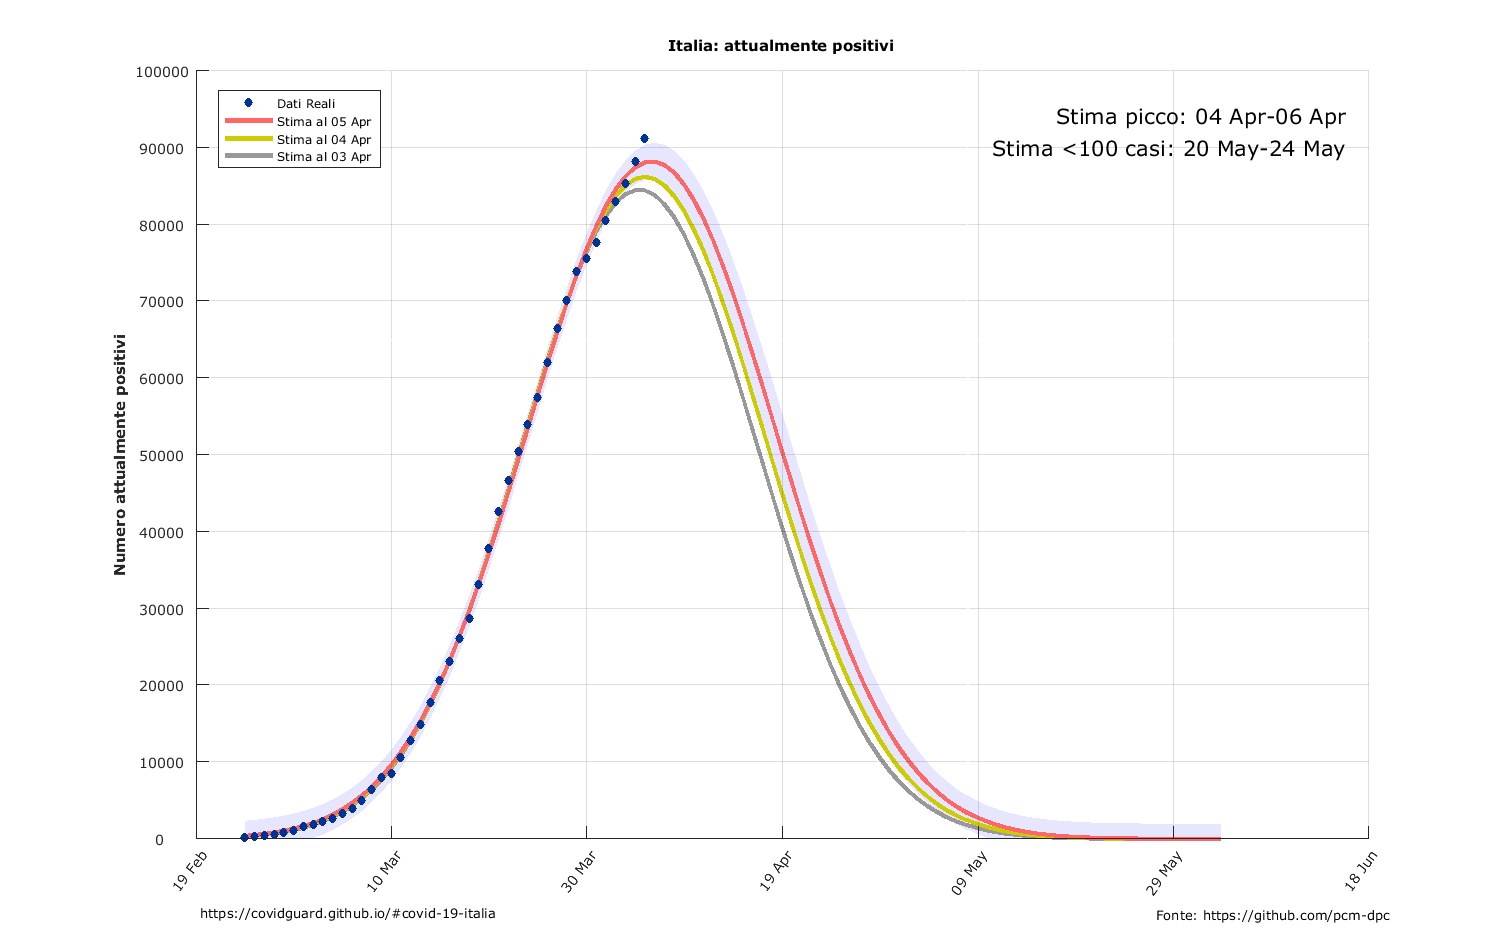 Italia: attualmente positivi
100000
90000
80000
70000
60000
50000
40000
30000
20000
10000
0
Numero attualmente positivi
Dati Reali
Stima al 05 Apr
Stima al 04 Apr
Stima al 03 Apr
Stima picco: 04 Apr-06 Apr
Stima <100 casi: 20 May-24 May
19 Feb
10 Mar
30 Mar
19 Apr
09 May
29 May
18 Jun
https://covidguard.github.io/#covid-19-italia
Fonte: https://github.com/pcm-dpc